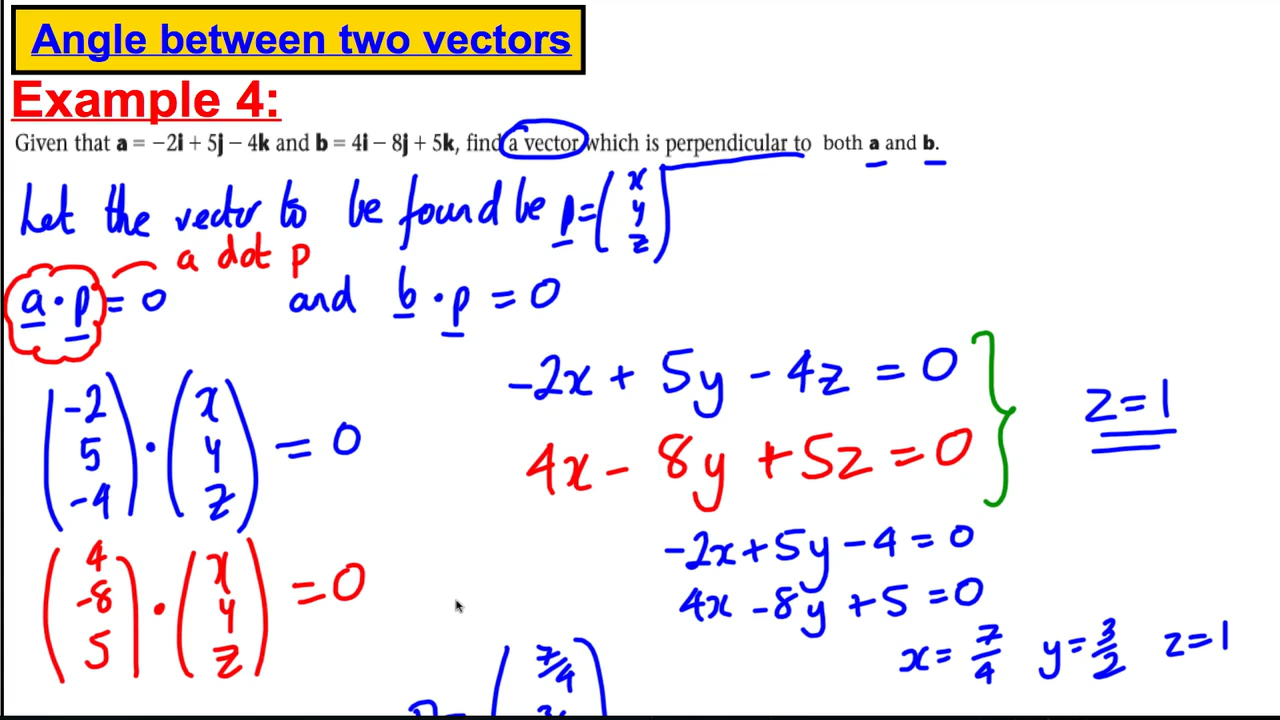 Angle between two vectors
Example 4:
Given that a = −2i + 5j − 4k and b = 4i − 8j + 5k, find a vector which is perpendicular to both a and b.
Let the vector to be found be p = (x y z)
a dot p
a · p = 0 and b · p = 0
-2x + 5y - 4z = 0
4x - 8y + 5z = 0
z = 1
(-2 5 -4) · (x y z) = 0
(4 -8 5) · (x y z) = 0
-2x + 5y - 4 = 0
4x - 8y + 5 = 0
x = 7/4 y = 3/2 z = 1
(7/4